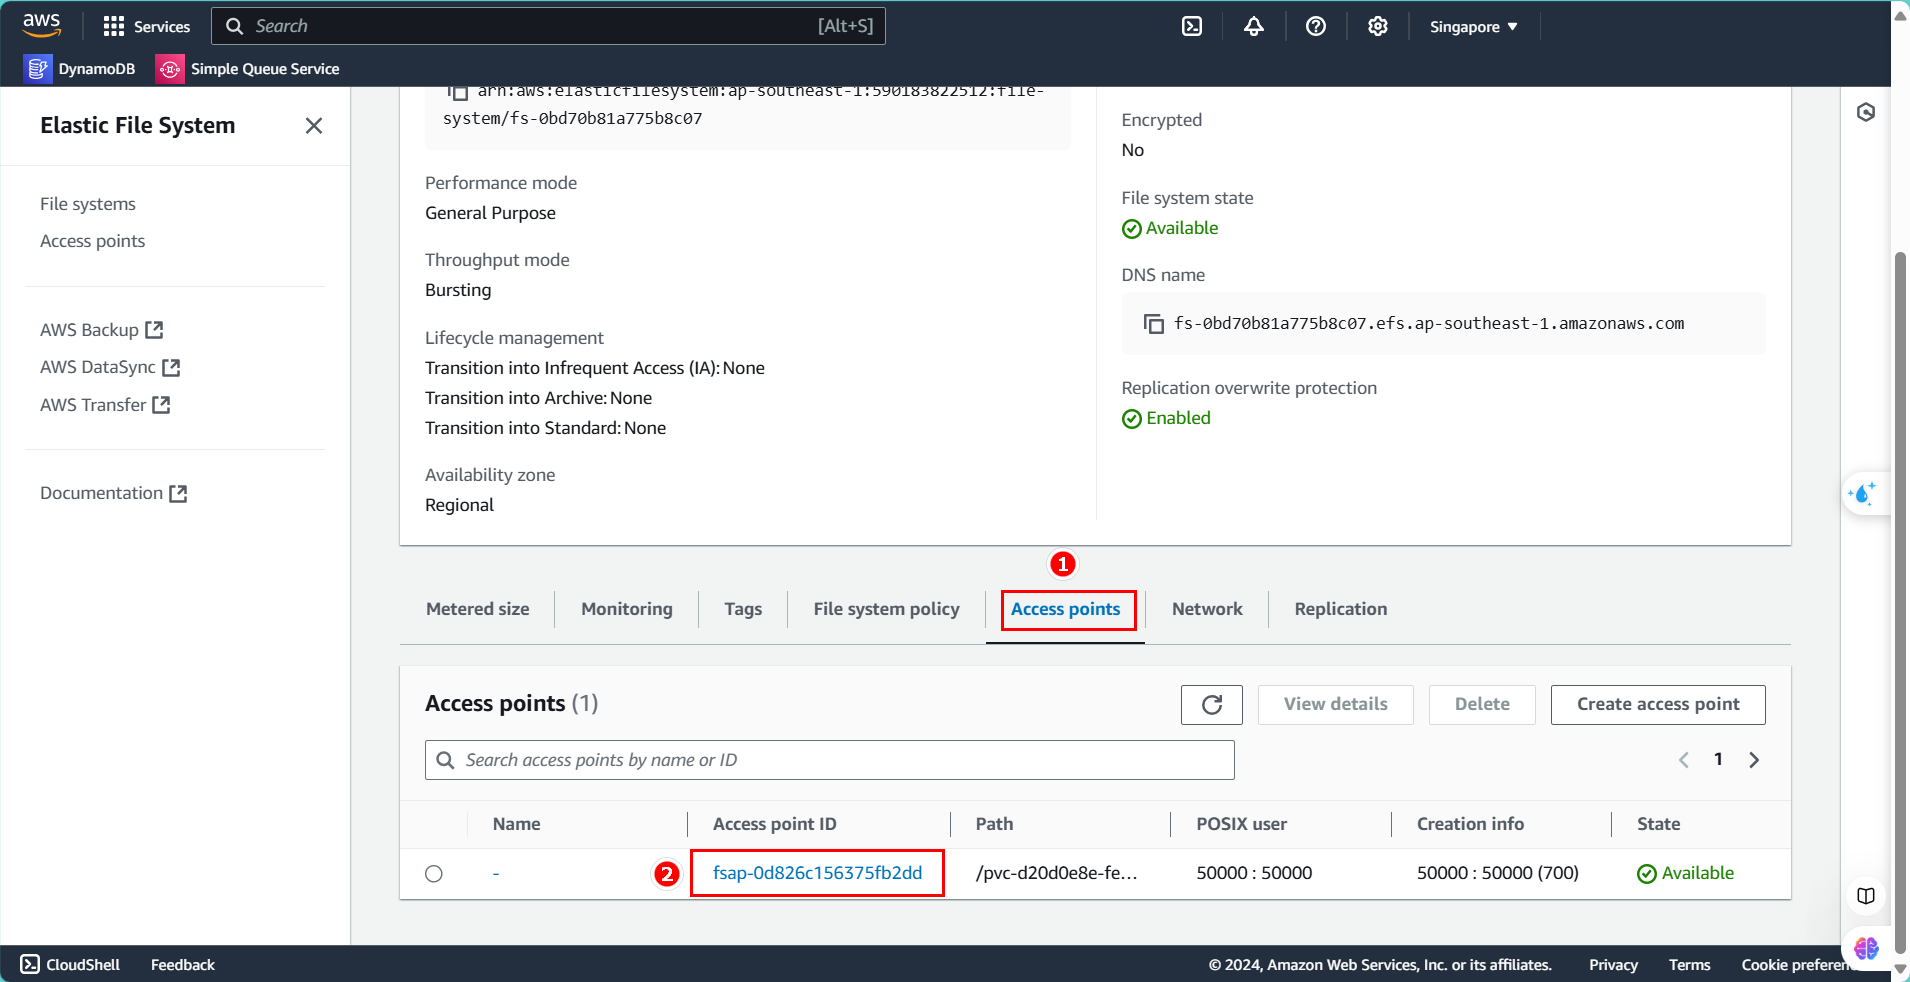 aws
Services
Search
[Alt+S]
Singapore
DynamoDB
Simple Queue Service
Elastic File System
File systems
Access points
AWS Backup
AWS DataSync
AWS Transfer
Documentation
arn:aws:elasticfilesystem:ap-southeast-1:590183822512:file-
system/fs-0bd70b81a775b8c07
Performance mode
General Purpose
Throughput mode
Bursting
Lifecycle management
Transition into Infrequent Access (IA): None
Transition into Archive: None
Transition into Standard: None
Availability zone
Regional
Encrypted
No
File system state
Available
DNS name
fs-0bd70b81a775b8c07.efs.ap-southeast-1.amazonaws.com
Replication overwrite protection
Enabled
1
Metered size
Monitoring
Tags
File system policy
Access points
Network
Replication
Access points (1)
View details
Delete
Create access point
Search access points by name or ID
1
Name
Access point ID
Path
POSIX user
Creation info
State
-
2
fsap-0d826c156375fb2dd
/pvc-d20d0e8e-fe...
50000 : 50000
50000 : 50000 (700)
Available
CloudShell
Feedback
© 2024, Amazon Web Services, Inc. or its affiliates.
Privacy
Terms
Cookie preferen